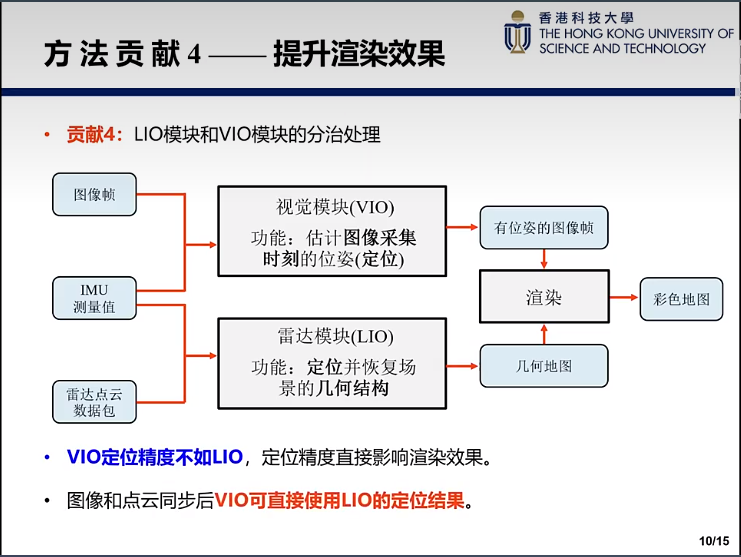 香港科技大學
THE HONG KONG UNIVERSITY OF
SCIENCE AND TECHNOLOGY
方法贡献4——提升渲染效果
• 贡献4：LIO模块和VIO模块的分治处理
图像帧
IMU
测量值
雷达点云
数据包
视觉模块(VIO)
功能：估计图像采集
时刻的位姿(定位)
雷达模块(LIO)
功能：定位并恢复场
景的几何结构
有位姿的图像帧
渲染
几何地图
彩色地图
• VIO定位精度不如LIO，定位精度直接影响渲染效果。
• 图像和点云同步后VIO可直接使用LIO的定位结果。
10/15